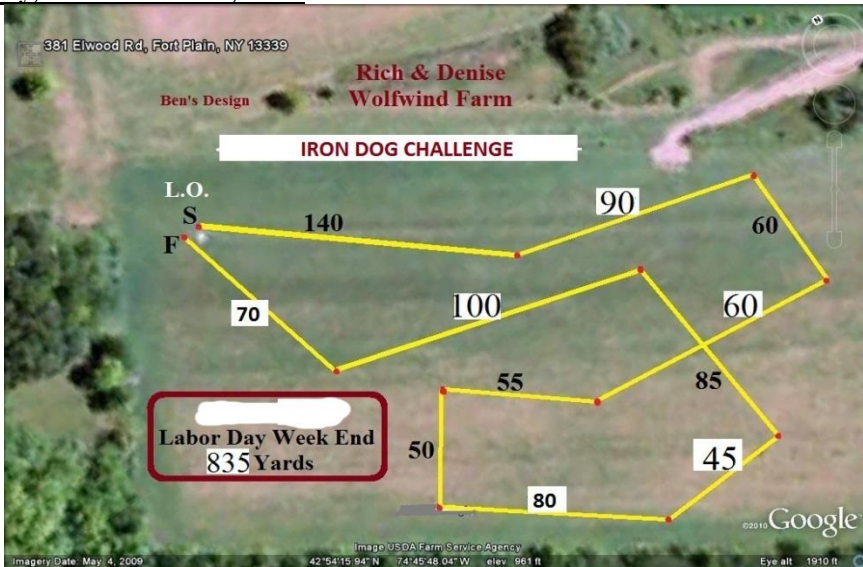 381 Elwood Rd, Fort Plain, NY 13339
Rich & Denise
Ben's Design
Wolfwind Farm
IRON DOG CHALLENGE
L.O.
S
F
140
90
60
70
100
60
55
85
50
45
80
Labor Day Week End
835 Yards
©2010 Google
Image USDA Farm Service Agency
Imagery Date: May 4, 2009
42°54'15.94" N 74°45'48.04" W elev 961 ft
Eye alt 1910 ft